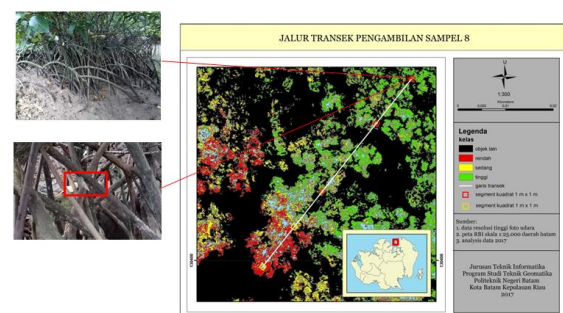 JALUR TRANSEK PENGAMBILAN SAMPEL 8
U
1:300
Kilometers
Legenda
kelas
objek lain
rendah
sedang
tinggi
garis transek
segment kuadrat 1 m x 1 m
segment kuadrat 1 m x 1 m
Sumber:
1. data resolusi tinggi foto udara
2. peta RBI skala 1:25.000 daerah batam
3. analysis data 2017
Jurusan Teknik Informatika
Program Studi Teknik Geomatika
Politeknik Negeri Batam
Kota Batam Kepulauan Riau
2017